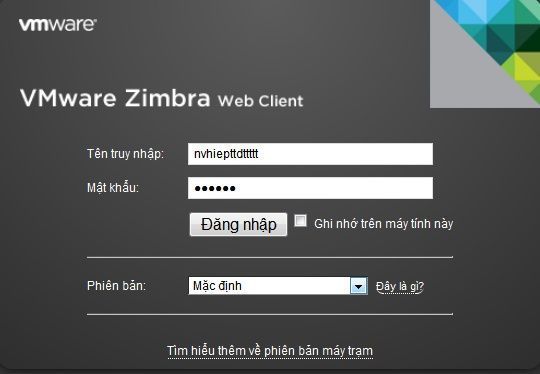 vmware
VMware Zimbra Web Client
Tên truy nhập: nvhiepttdttttt
Mật khẩu: ●●●●●●
Đăng nhập Ghi nhớ trên máy tính này
Phiên bản: Mặc định Đây là gì?
Tìm hiểu thêm về phiên bản máy trạm